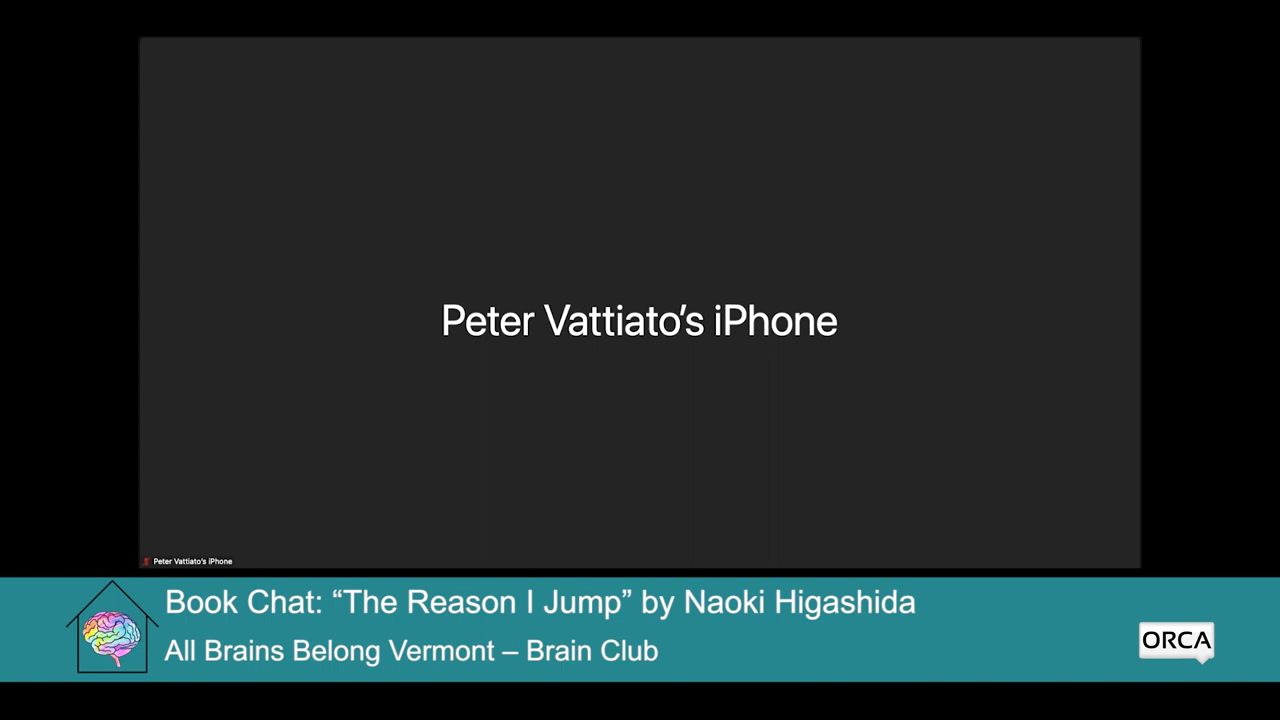 Peter Vattiato’s iPhone
Peter Vattiato's iPhone
Book Chat: “The Reason I Jump” by Naoki Higashida
All Brains Belong Vermont – Brain Club
ORCA